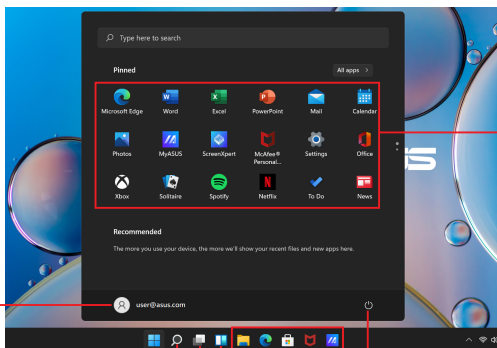 Type here to search
Pinned
All apps >
Microsoft Edge Word Excel PowerPoint Mail Calendar
Photos MyASUS ScreenXpert McAfee® Personal... Settings Office
Xbox Solitaire Spotify Netflix To Do News
Recommended
The more you use your device, the more we'll show your recent files and new apps here.
user@asus.com